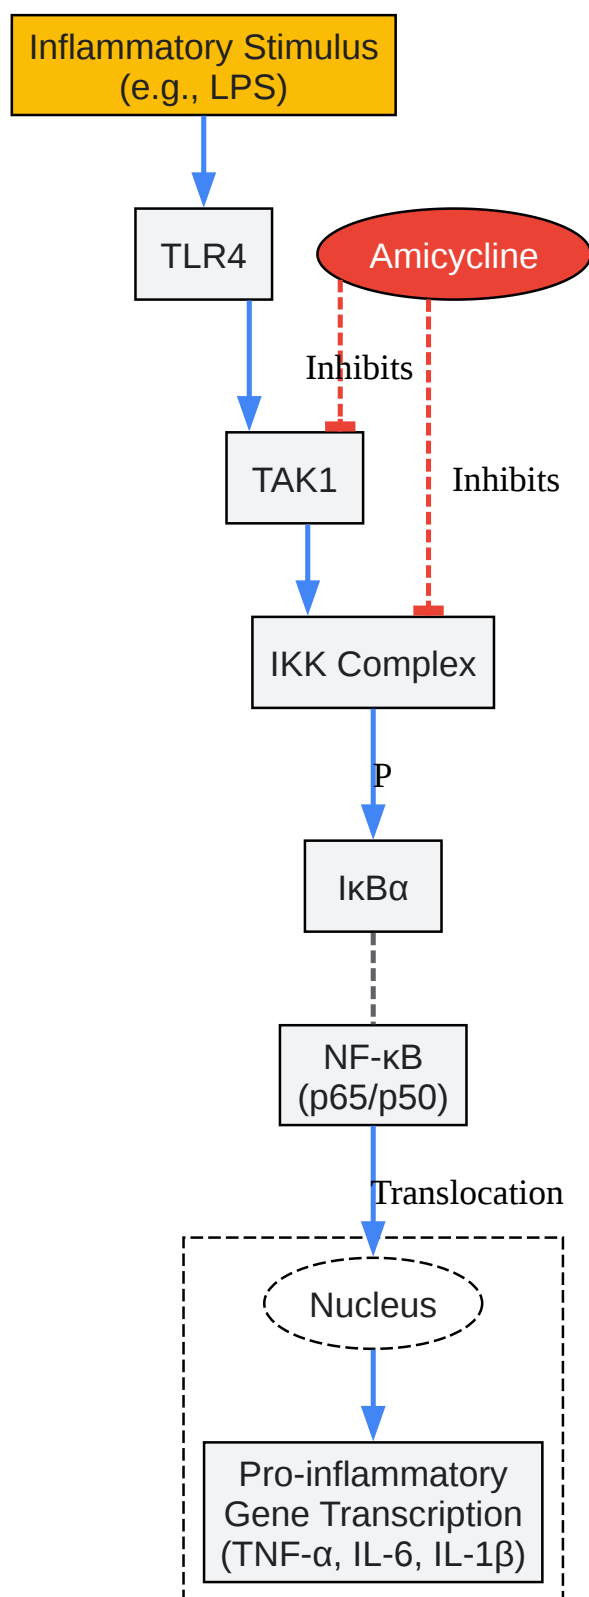 Inflammatory Stimulus
(e.g., LPS)
TLR4
Amicycline
Inhibits
TAK1
Inhibits
IKK Complex
P
IκBα
NF-κB
(p65/p50)
Translocation
Nucleus
Pro-inflammatory
Gene Transcription
(TNF-α, IL-6, IL-1β)